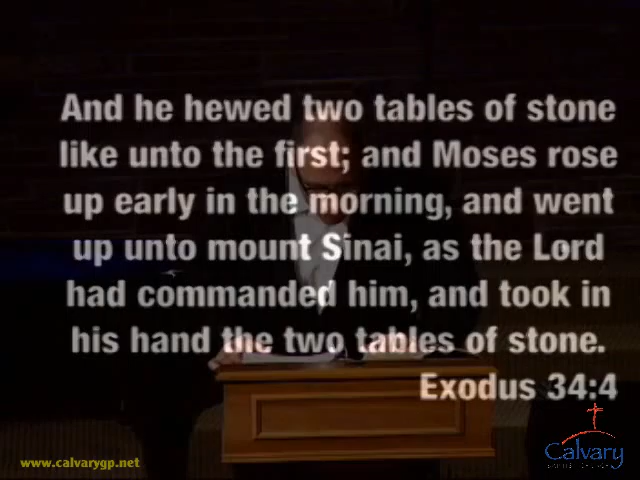 And he hewed two tables of stone
like unto the first; and Moses rose
up early in the morning, and went
up unto mount Sinai, as the Lord
had commanded him, and took in
his hand the two tables of stone.
Exodus 34:4
Calvary
BAPTIST CHURCH
www.calvarygp.net